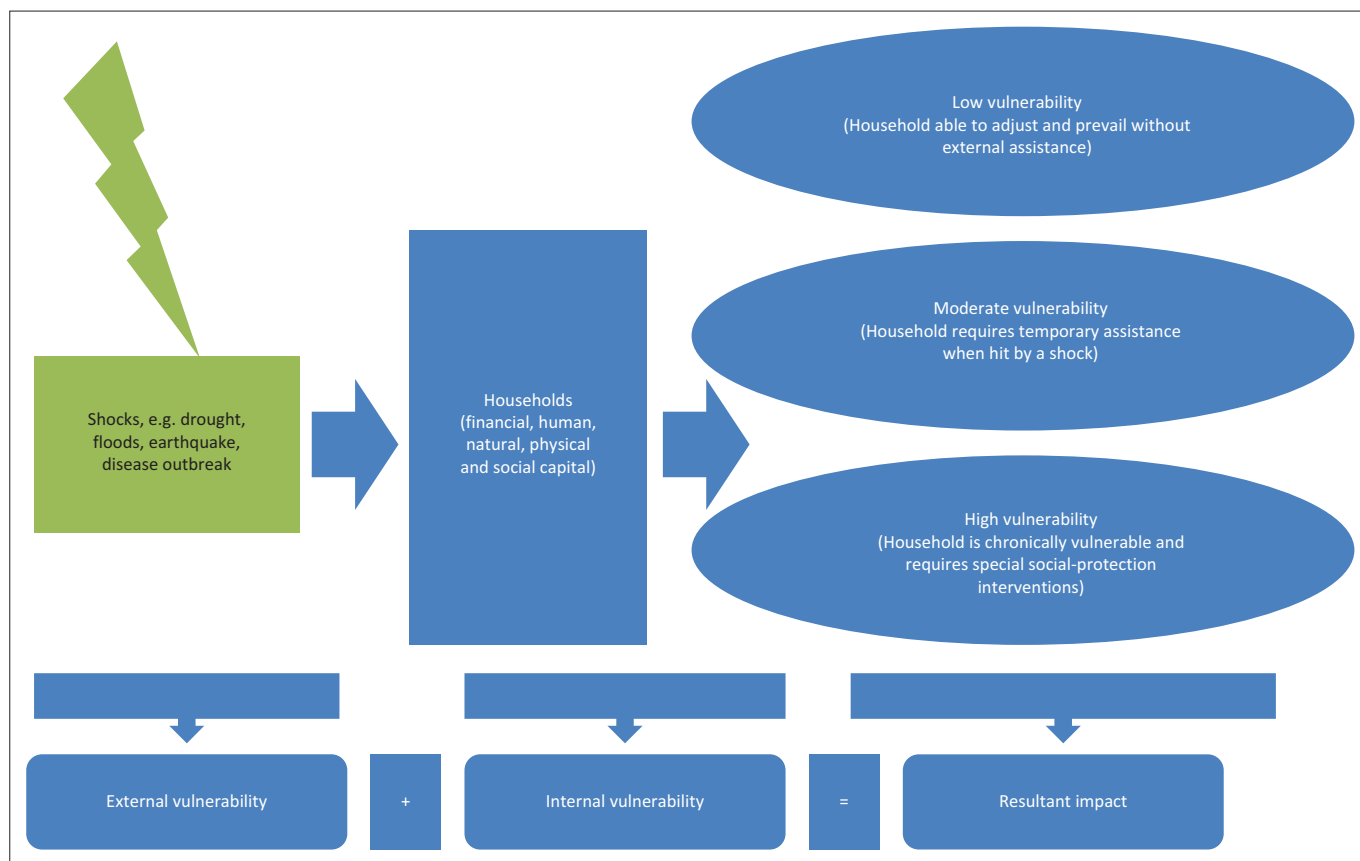 Low vulnerability
(Household able to adjust and prevail without
external assistance)
Moderate vulnerability
(Household requires temporary assistance
when hit by a shock)
Shocks, e.g. drought,
floods, earthquake,
disease outbreak
Households
(financial, human,
natural, physical
and social capital)
High vulnerability
(Household is chronically vulnerable and
requires special social-protection
interventions)
External vulnerability
+
Internal vulnerability
=
Resultant impact